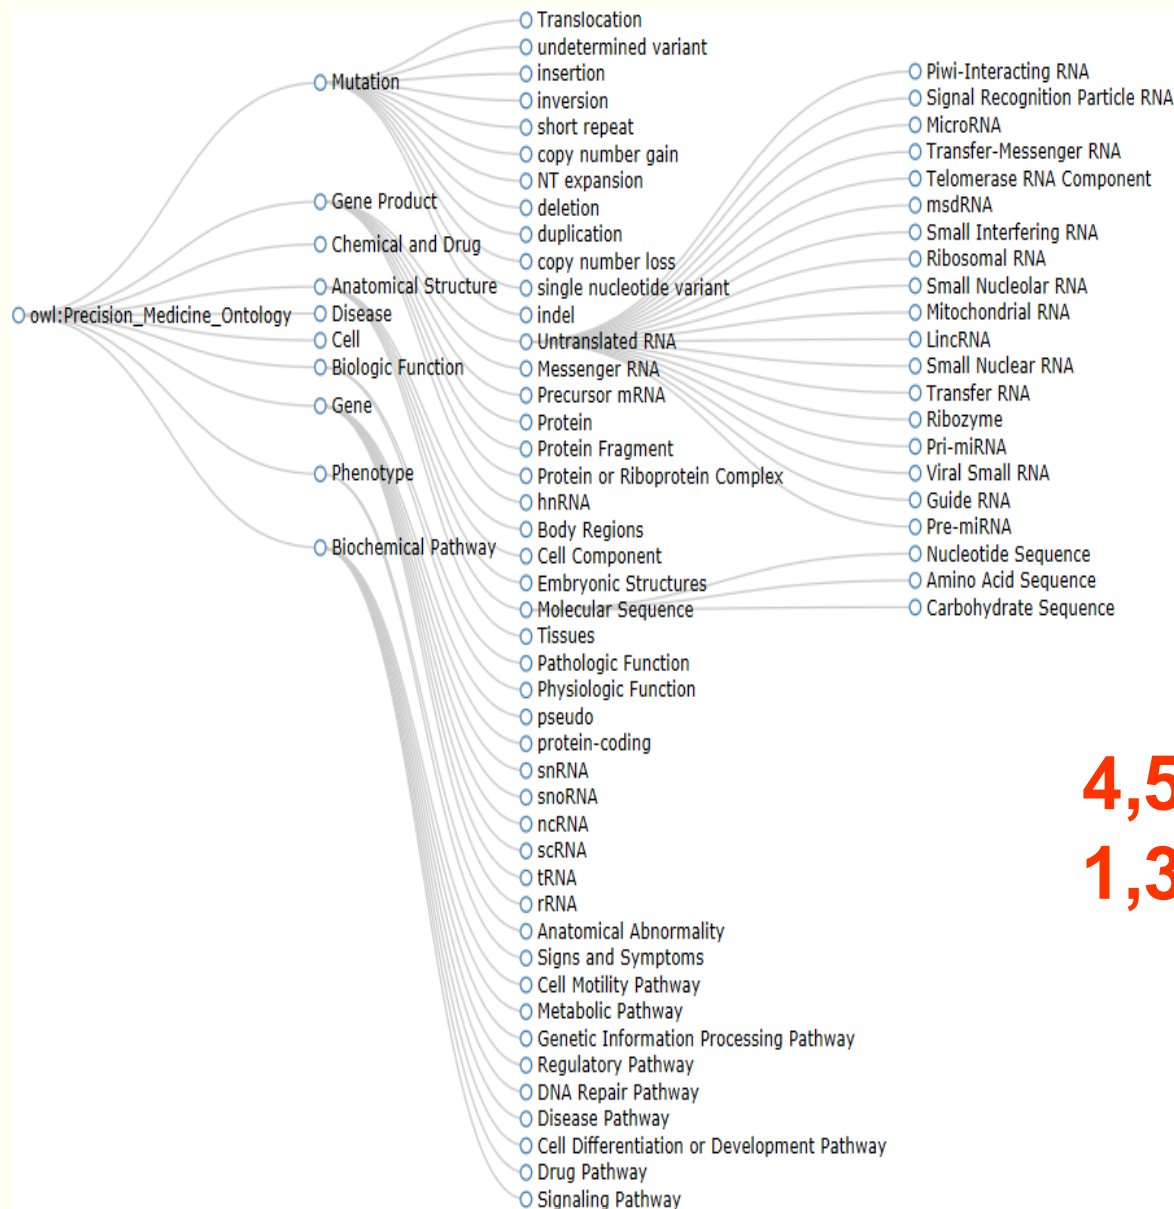 owl:Precision_Medicine_Ontology
Mutation
Gene Product
Chemical and Drug
Anatomical Structure
Disease
Cell
Biologic Function
Gene
Phenotype
Biochemical Pathway
Translocation
undetermined variant
insertion
inversion
short repeat
copy number gain
NT expansion
deletion
duplication
copy number loss
single nucleotide variant
indel
Untranslated RNA
Messenger RNA
Precursor mRNA
Protein
Protein Fragment
Protein or Riboprotein Complex
hnRNA
Body Regions
Cell Component
Embryonic Structures
Molecular Sequence
Tissues
Pathologic Function
Physiologic Function
pseudo
protein-coding
snRNA
snoRNA
ncRNA
scRNA
tRNA
rRNA
Anatomical Abnormality
Signs and Symptoms
Cell Motility Pathway
Metabolic Pathway
Genetic Information Processing Pathway
Regulatory Pathway
DNA Repair Pathway
Disease Pathway
Cell Differentiation or Development Pathway
Drug Pathway
Signaling Pathway
Piwi-Interacting RNA
Signal Recognition Particle RNA
MicroRNA
Transfer-Messenger RNA
Telomerase RNA Component
msdRNA
Small Interfering RNA
Ribosomal RNA
Small Nucleolar RNA
Mitochondrial RNA
LincRNA
Small Nuclear RNA
Transfer RNA
Ribozyme
Pri-miRNA
Viral Small RNA
Guide RNA
Pre-miRNA
Nucleotide Sequence
Amino Acid Sequence
Carbohydrate Sequence
4,5
1,3